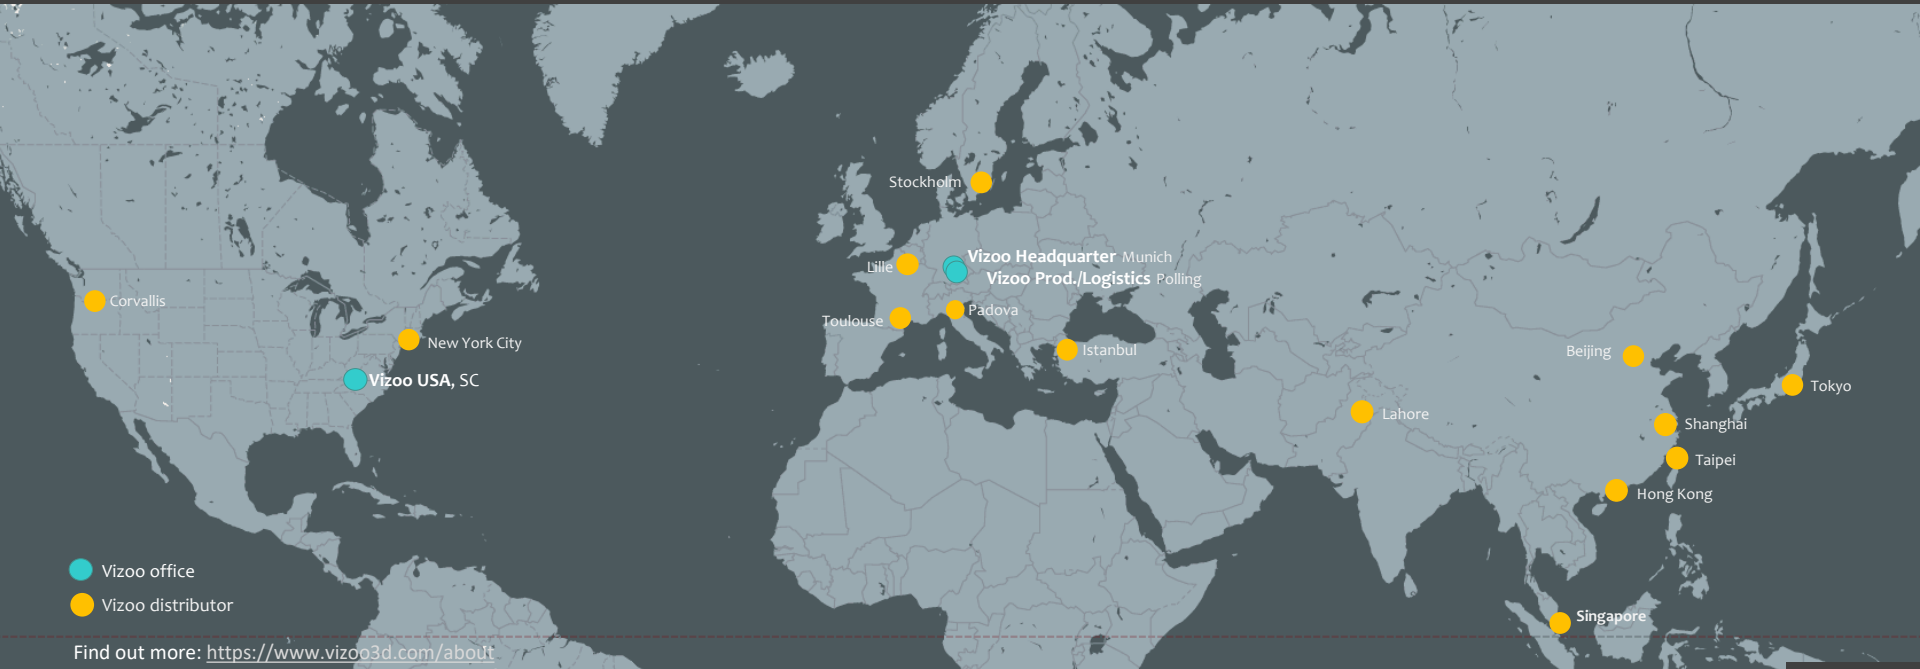 Stockholm
Vizoo Headquarter Munich
Lille
Vizoo Prod./Logistics Polling
Corvallis
Padova
Toulouse
New York City
Istanbul
Beijing
Vizoo USA, SC
Tokyo
Lahore
Shanghai
Taipei
Hong Kong
Vizoo office
Vizoo distributor
Singapore
Find out more: https://www.vizoo3d.com/about